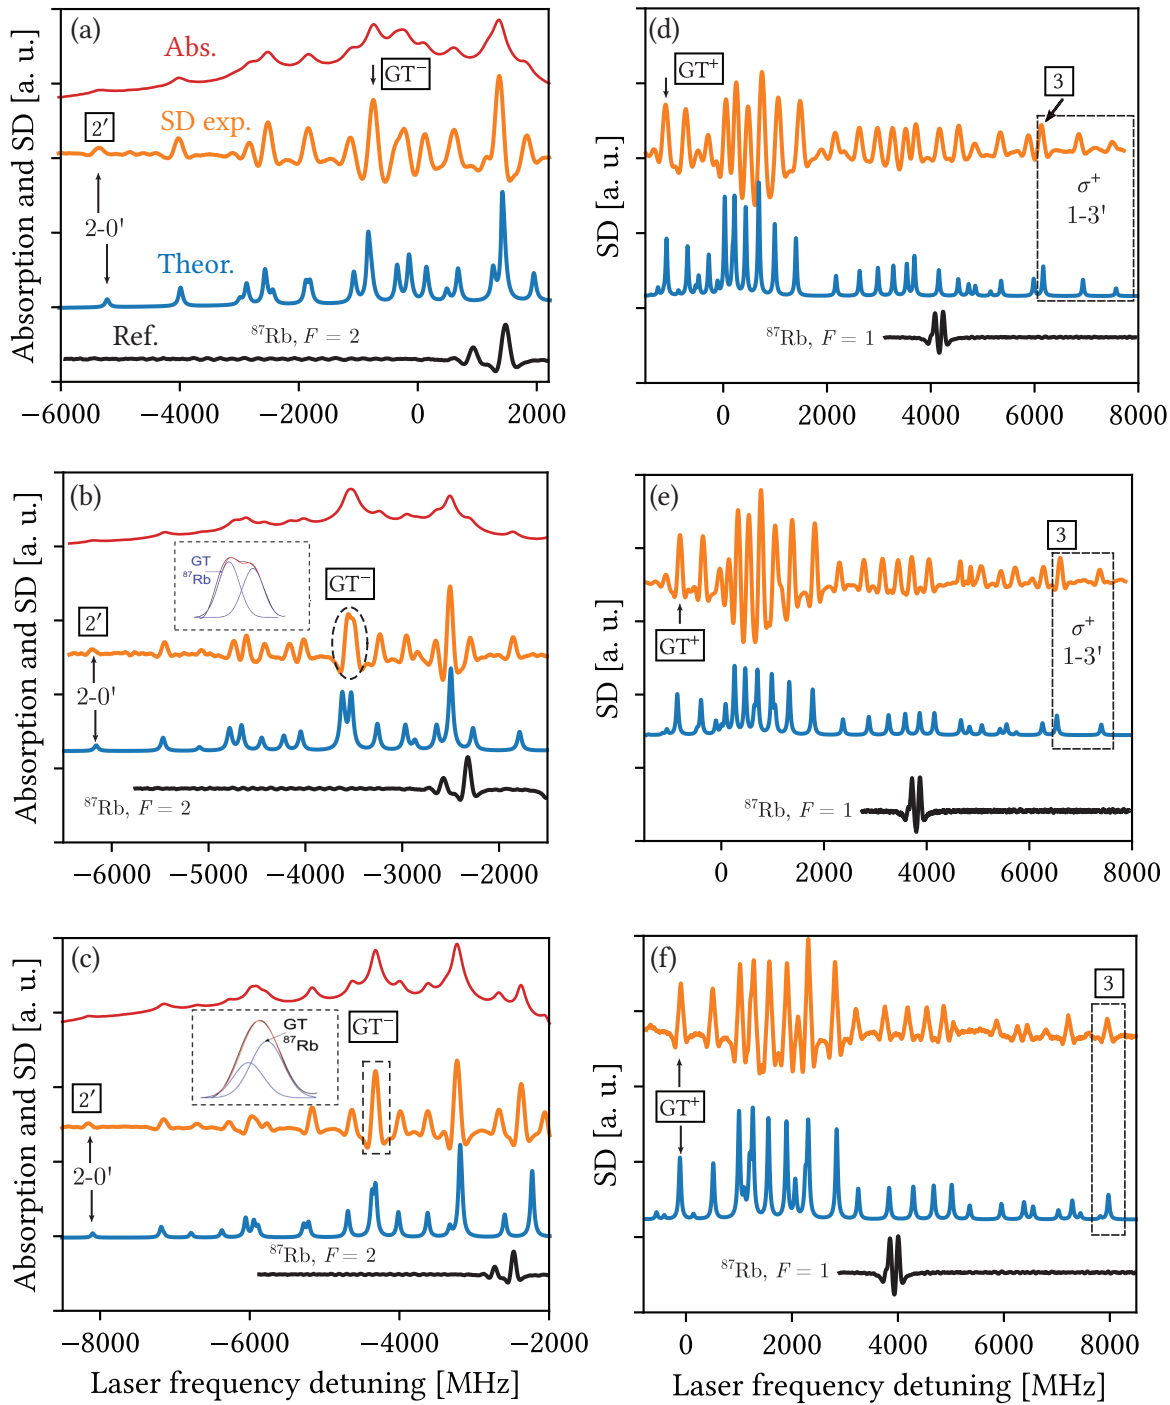 (a)
Abs.
GT⁻
2′
SD exp.
2-0'
Theor.
Ref.
⁸⁷Rb, F = 2
Absorption and SD [a. u.]
−6000 −4000 −2000 0 2000
(d)
GT⁺
3
σ⁺
1-3'
⁸⁷Rb, F = 1
SD [a. u.]
0 2000 4000 6000 8000
(b)
GT
⁸⁷Rb
GT⁻
2′
2-0'
⁸⁷Rb, F = 2
Absorption and SD [a. u.]
−6000 −5000 −4000 −3000 −2000
(e)
3
GT⁺
σ⁺
1-3'
⁸⁷Rb, F = 1
SD [a. u.]
0 2000 4000 6000 8000
(c)
GT
⁸⁷Rb
GT⁻
2′
2-0'
⁸⁷Rb, F = 2
Absorption and SD [a. u.]
−8000 −6000 −4000 −2000
Laser frequency detuning [MHz]
(f)
3
GT⁺
⁸⁷Rb, F = 1
SD [a. u.]
0 2000 4000 6000 8000
Laser frequency detuning [MHz]